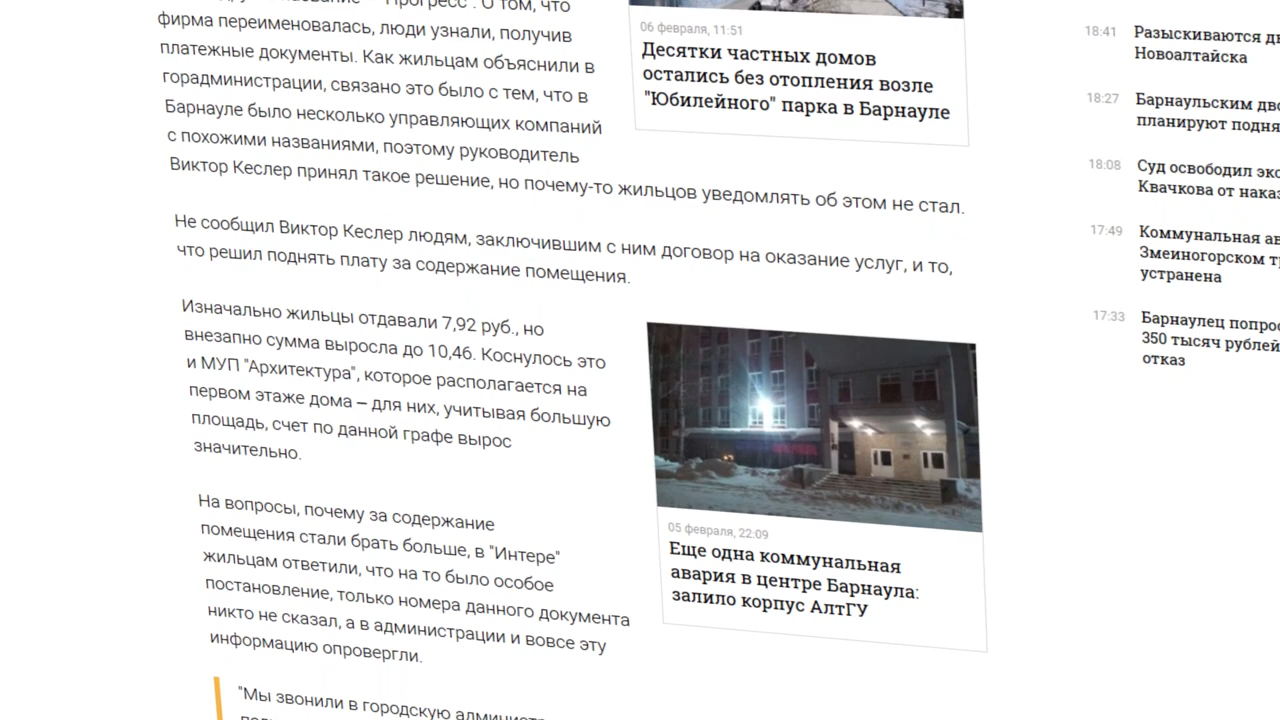 "Прогресс". О том, что
фирма переименовалась, люди узнали, получив
платежные документы. Как жильцам объяснили в
горадминистрации, связано это было с тем, что в
Барнауле было несколько управляющих компаний
с похожими названиями, поэтому руководитель
Виктор Кеслер принял такое решение, но почему-то жильцов уведомлять об этом не стал.
Не сообщил Виктор Кеслер людям, заключившим с ним договор на оказание услуг, и то,
что решил поднять плату за содержание помещения.
Изначально жильцы отдавали 7,92 руб., но
внезапно сумма выросла до 10,46. Коснулось это
и МУП "Архитектура", которое располагается на
первом этаже дома – для них, учитывая большую
площадь, счет по данной графе вырос
значительно.
На вопросы, почему за содержание
помещения стали брать больше, в "Интере"
жильцам ответили, что на то было особое
постановление, только номера данного документа
никто не сказал, а в администрации и вовсе эту
информацию опровергли.
"Мы звонили в городскую
06 февраля, 11:51
Десятки частных домов
остались без отопления возле
"Юбилейного" парка в Барнауле
05 февраля, 22:09
Еще одна коммунальная
авария в центре Барнаула:
залило корпус АлтГУ
18:41
Разыскиваются
Новоалтайска
18:27
Барнаульским
планируют
18:08
Суд освободил
Квачкова от
17:49
Коммунальная
Змеиногорском
устранена
17:33
Барнаулец
350 тысяч рублей
отказ